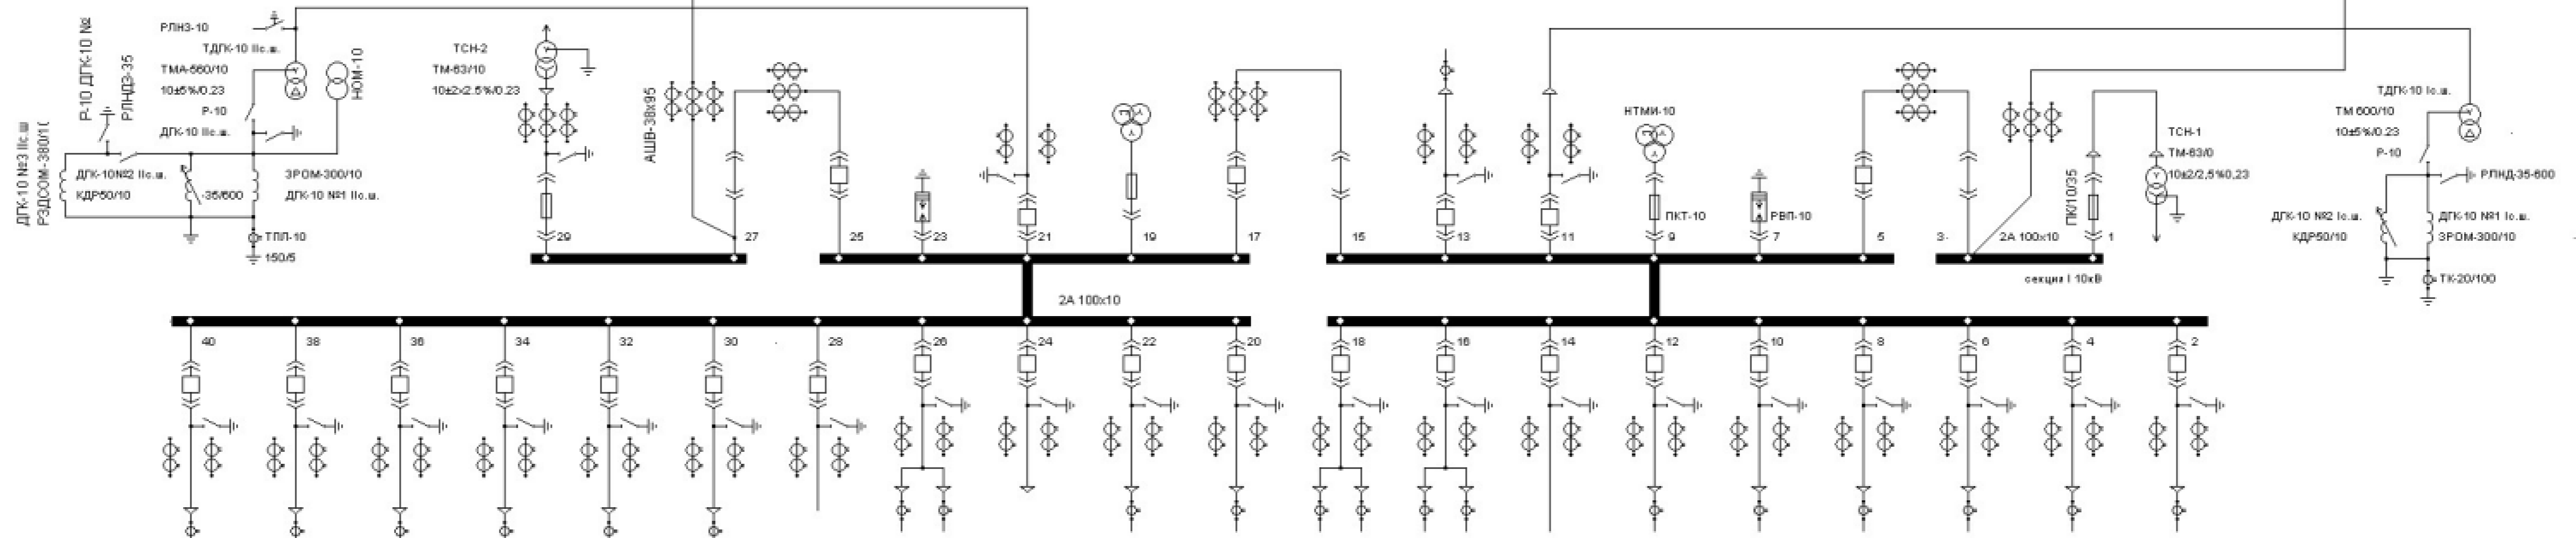 РЛНЗ-10
ТДГК-10 IIс.ш.
ТМА-560/10
10±5%/0.23
Р-10
ДГК-10 IIс.ш.
Р-10 ДГК-10 №
РЛНДЗ-35
НОМ-10
ДГК-10 №3 IIс.ш
РЗДСОМ-380/1(
ДГК-10№2 IIс.ш.
КДР50/10
-35/600
ЗРОМ-300/10
ДГК-10 №1 IIс.ш.
ТПЛ-10
150/5
ТСН-2
ТМ-63/10
10±2x2.5%/0.23
АШВ-38x95
НТМИ-10
ПКТ-10
РВП-10
29
27
25
23
21
19
17
15
13
11
9
7
5
3-
2А 100x10
1
ПК/10/35
ТСН-1
ТМ-63/0
10±2/2,5%0,23
секция I 10кВ
ТДГК-10 Iс.ш.
ТМ 600/10
10±5%/0.23
Р-10
РЛНД-35-600
ДГК-10 №2 Iс.ш.
КДР50/10
ДГК-10 №1 Iс.ш.
ЗРОМ-300/10
ТК-20/100
2А 100x10
40
38
36
34
32
30
28
26
24
22
20
18
16
14
12
10
8
6
4
2